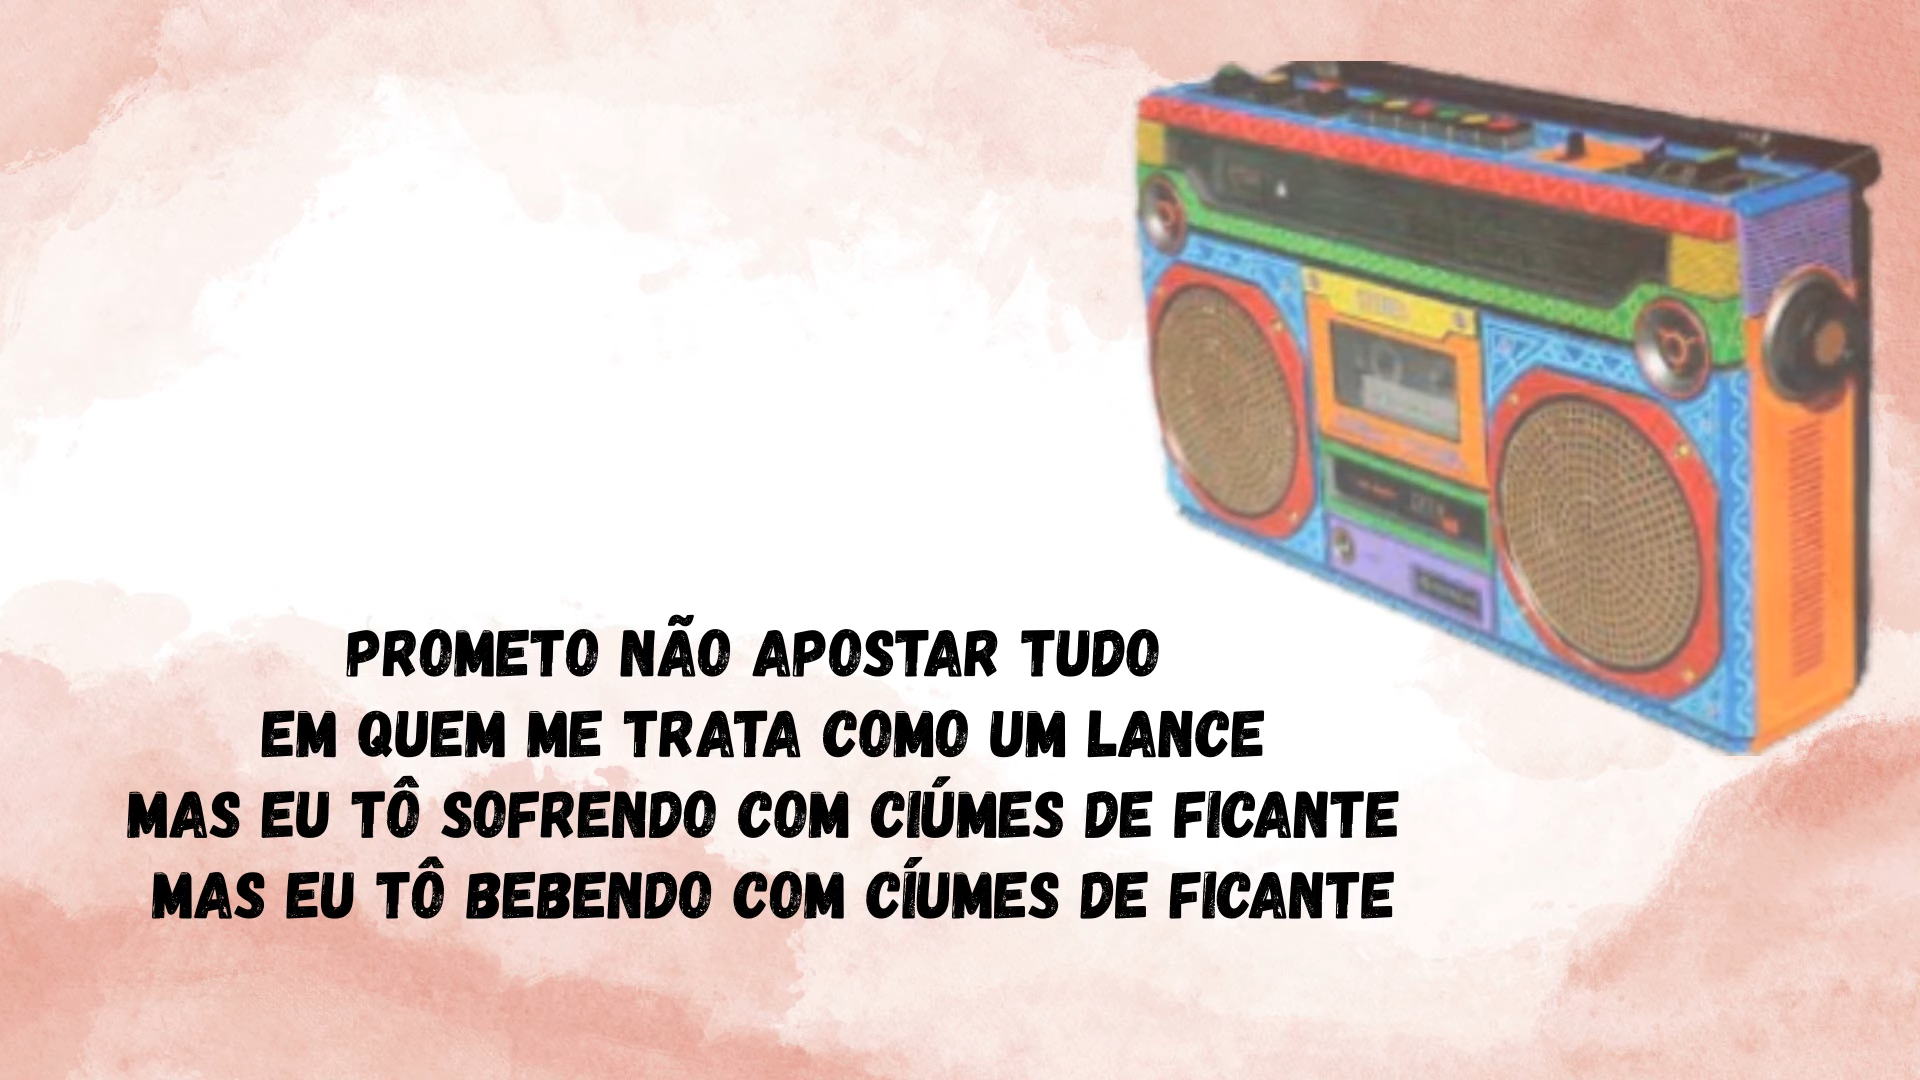 PROMETO NÃO APOSTAR TUDO
EM QUEM ME TRATA COMO UM LANCE
MAS EU TÔ SOFRENDO COM CIÚMES DE FICANTE
MAS EU TÔ BEBENDO COM CÍUMES DE FICANTE